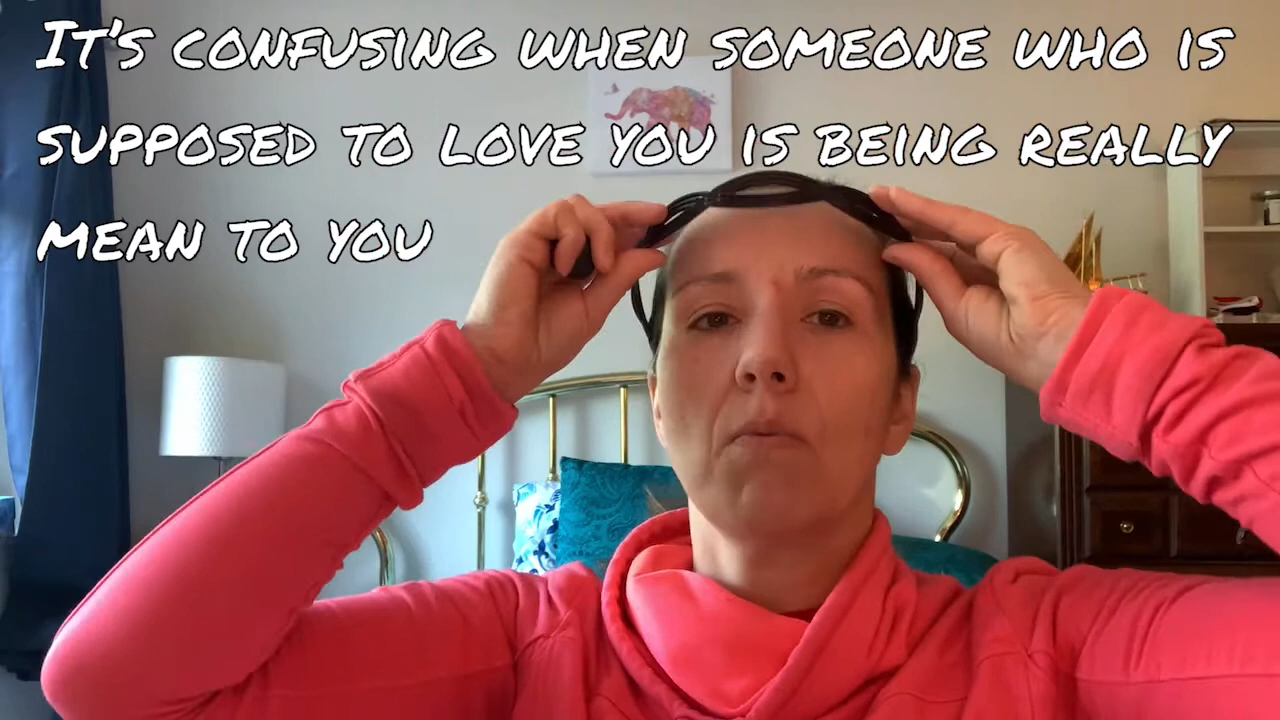 It's confusing when someone who is
supposed to love you is being really
mean to you